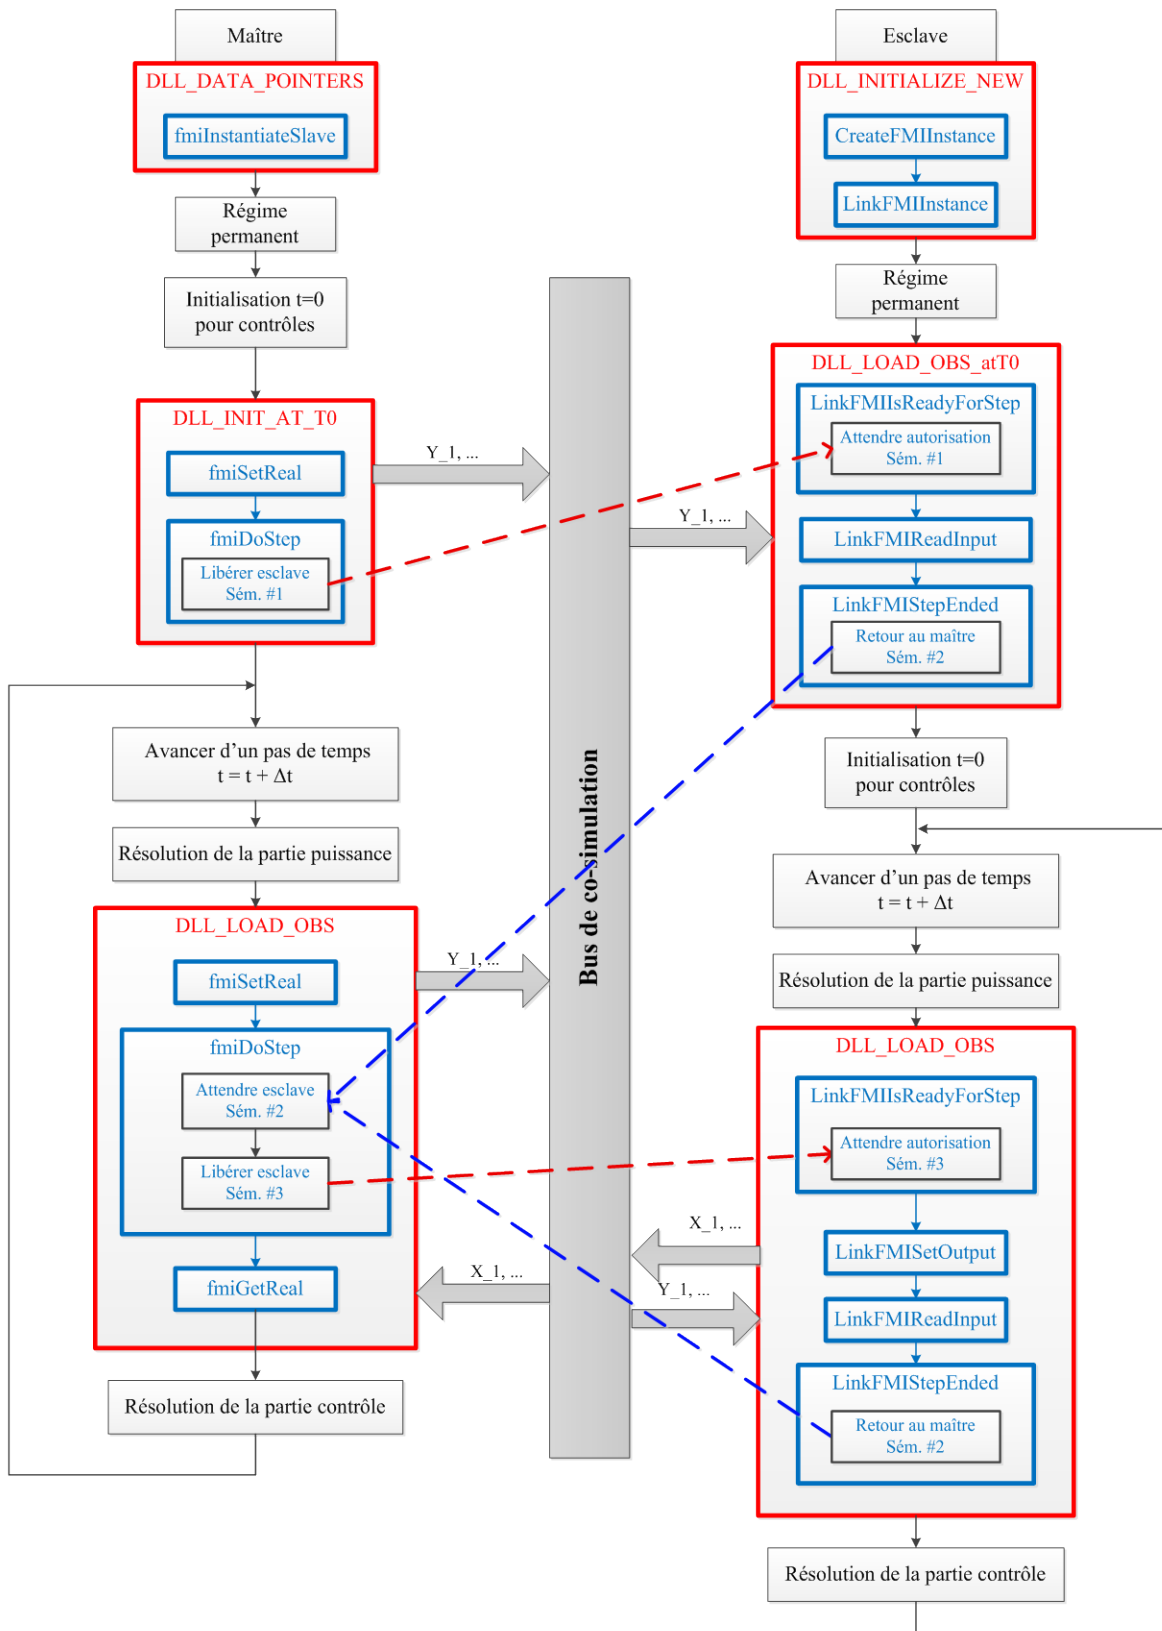 Maître
DLL_DATA_POINTERS
fmiInstantiateSlave
Régime
permanent
Initialisation t=0
pour contrôles
DLL_INIT_AT_T0
fmiSetReal
fmiDoStep
Libérer esclave
Sém. #1
Avancer d'un pas de temps
t = t + Δt
Résolution de la partie puissance
DLL_LOAD_OBS
fmiSetReal
fmiDoStep
Attendre esclave
Sém. #2
Libérer esclave
Sém. #3
fmiGetReal
Résolution de la partie contrôle
Y_1, ...
Y_1, ...
Y_1, ...
X_1, ...
X_1, ...
Y_1, ...
Bus de co-simulation
Esclave
DLL_INITIALIZE_NEW
CreateFMIInstance
LinkFMIInstance
Régime
permanent
DLL_LOAD_OBS_atT0
LinkFMIIsReadyForStep
Attendre autorisation
Sém. #1
LinkFMIReadInput
LinkFMIStepEnded
Retour au maître
Sém. #2
Initialisation t=0
pour contrôles
Avancer d'un pas de temps
t = t + Δt
Résolution de la partie puissance
DLL_LOAD_OBS
LinkFMIIsReadyForStep
Attendre autorisation
Sém. #3
LinkFMISetOutput
LinkFMIReadInput
LinkFMIStepEnded
Retour au maître
Sém. #2
Résolution de la partie contrôle